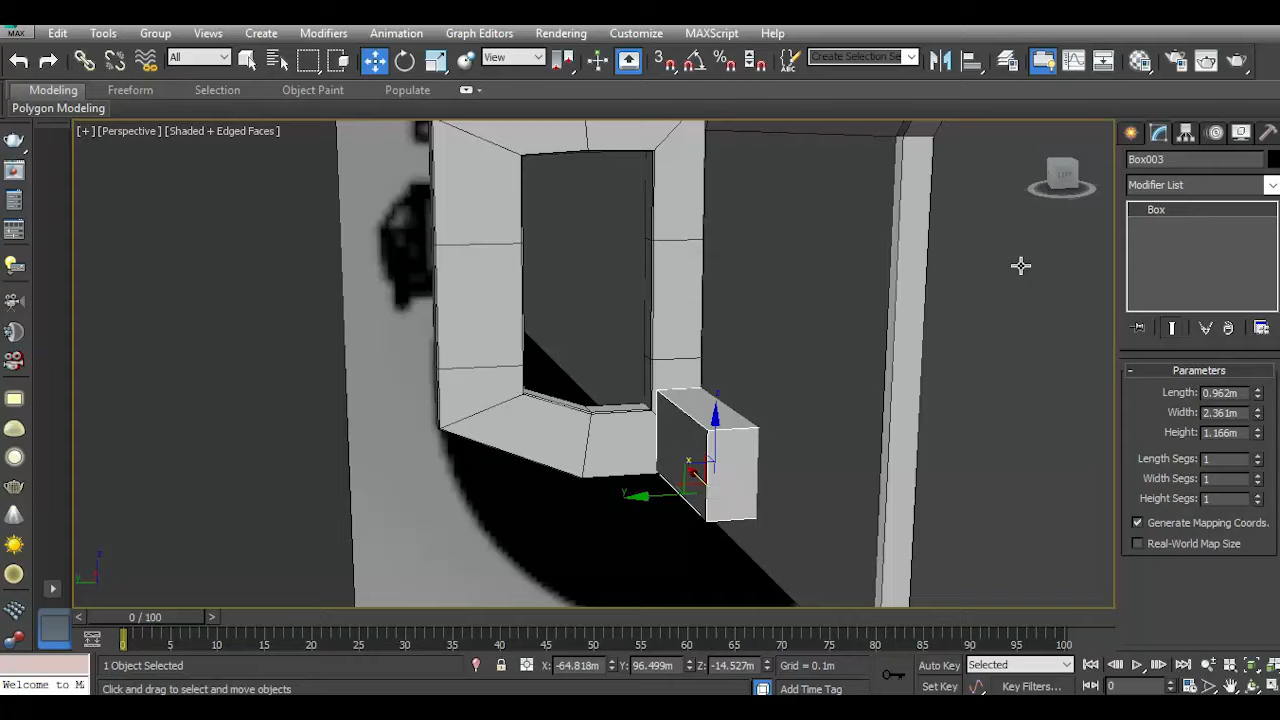 MAX Edit Tools Group Views Create Modifiers Animation Graph Editors Rendering Customize MAXScript Help
All View 3 % ABC Create Selection Se
Modeling Freeform Selection Object Paint Populate
Polygon Modeling
[+] [Perspective] [Shaded + Edged Faces]
Box003
Modifier List
Box
Parameters
Length: 0.962m
Width: 2.361m
Height: 1.166m
Length Segs: 1
Width Segs: 1
Height Segs: 1
Generate Mapping Coords.
Real-World Map Size
z
x
y
z
y
< 0 / 100 >
0 5 10 15 20 25 30 35 40 45 50 55 60 65 70 75 80 85 90 95 100
1 Object Selected X: -64.818m Y: 96.499m Z: -14.527m Grid = 0.1m Auto Key Selected
Welcome to M Click and drag to select and move objects Add Time Tag Set Key Key Filters... 0